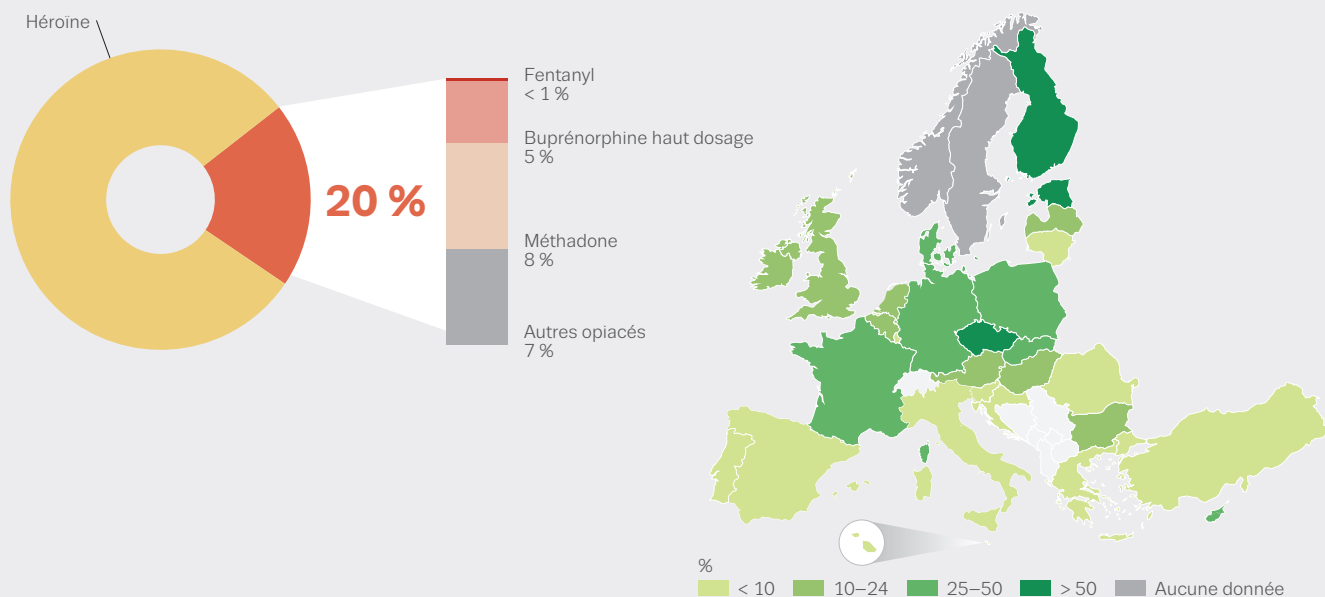 Héroïne
20 %
Fentanyl
< 1 %
Buprénorphine haut dosage
5 %
Méthadone
8 %
Autres opiacés
7 %
%
< 10
10–24
25–50
> 50
Aucune donnée